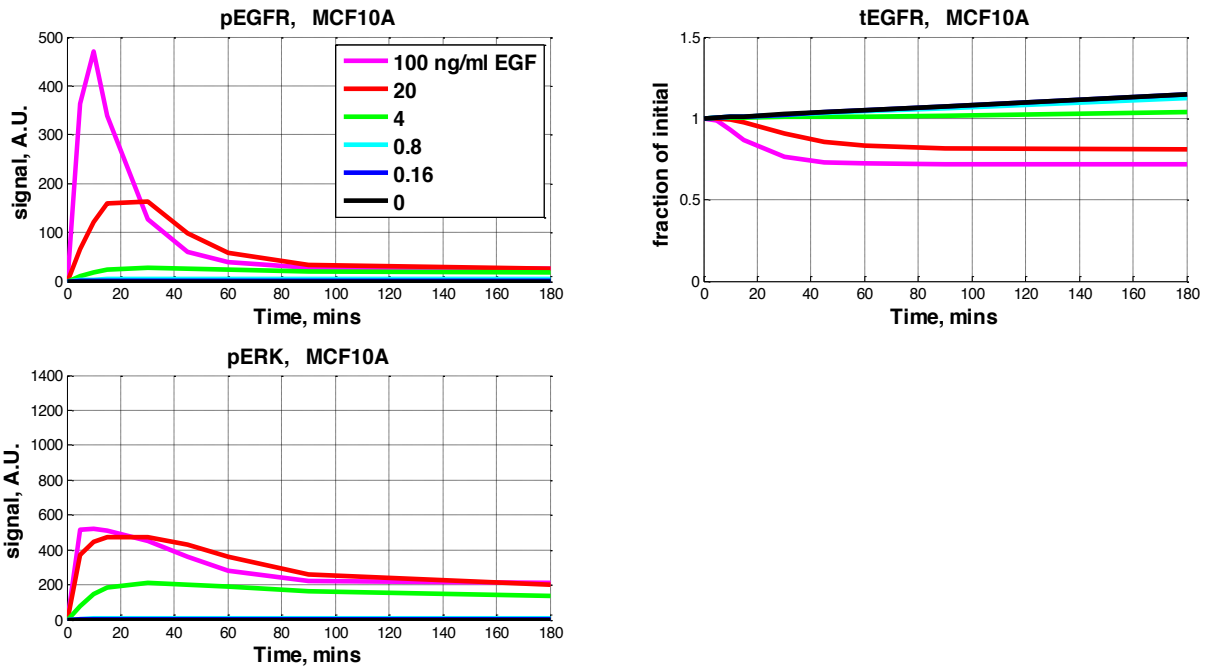 pEGFR, MCF10A
500
400
300
200
100
0
signal, A.U.
0 20 40 60 80 100 120 140 160 180
Time, mins
100 ng/ml EGF
20
4
0.8
0.16
0
tEGFR, MCF10A
1.5
1
0.5
0
fraction of initial
0 20 40 60 80 100 120 140 160 180
Time, mins
pERK, MCF10A
1400
1200
1000
800
600
400
200
0
signal, A.U.
0 20 40 60 80 100 120 140 160 180
Time, mins